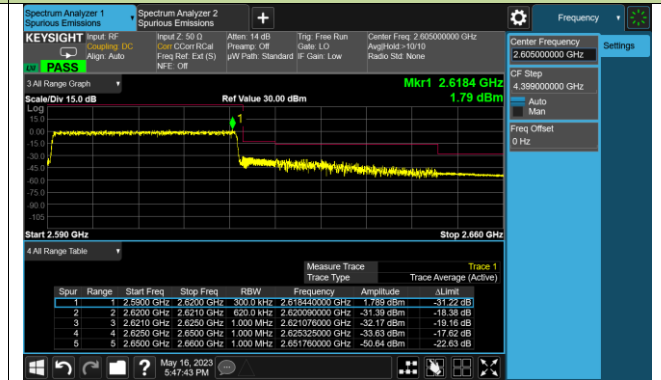 Spectrum Analyzer 1
Spurious Emissions
Spectrum Analyzer 2
Spurious Emissions
+
Frequency
KEYSIGHT
Input: RF
Coupling: DC
Align: Auto
Input Z: 50 Ω
Corr CCorr RCal
Freq Ref: Ext (S)
NFE: Off
Atten: 14 dB
Preamp: Off
µW Path: Standard
Trig: Free Run
Gate: LO
IF Gain: Low
Center Freq: 2.605000000 GHz
Avg|Hold:>10/10
Radio Std: None
PASS
Center Frequency
2.605000000 GHz
Settings
CF Step
4.399000000 GHz
Auto
Man
Freq Offset
0 Hz
3 All Range Graph
Mkr1 2.6184 GHz
Scale/Div 15.0 dB
Ref Value 30.00 dBm
1.79 dBm
Log
1
15.0
0.00
-15.0
-30.0
-45.0
-60.0
-75.0
-90.0
-105
Start 2.590 GHz
Stop 2.660 GHz
4 All Range Table
Measure Trace Trace 1
Trace Type Trace Average (Active)
Spur Range Start Freq Stop Freq RBW Frequency Amplitude ΔLimit
1 1 2.5900 GHz 2.6200 GHz 300.0 kHz 2.618440000 GHz 1.789 dBm -31.22 dB
2 2 2.6200 GHz 2.6210 GHz 620.0 kHz 2.620090000 GHz -31.39 dBm -18.38 dB
3 3 2.6210 GHz 2.6250 GHz 1.000 MHz 2.621076000 GHz -32.17 dBm -19.16 dB
4 4 2.6250 GHz 2.6500 GHz 1.000 MHz 2.625325000 GHz -33.63 dBm -17.62 dB
5 5 2.6500 GHz 2.6600 GHz 1.000 MHz 2.651760000 GHz -50.64 dBm -22.63 dB
?
May 16, 2023
5:47:43 PM